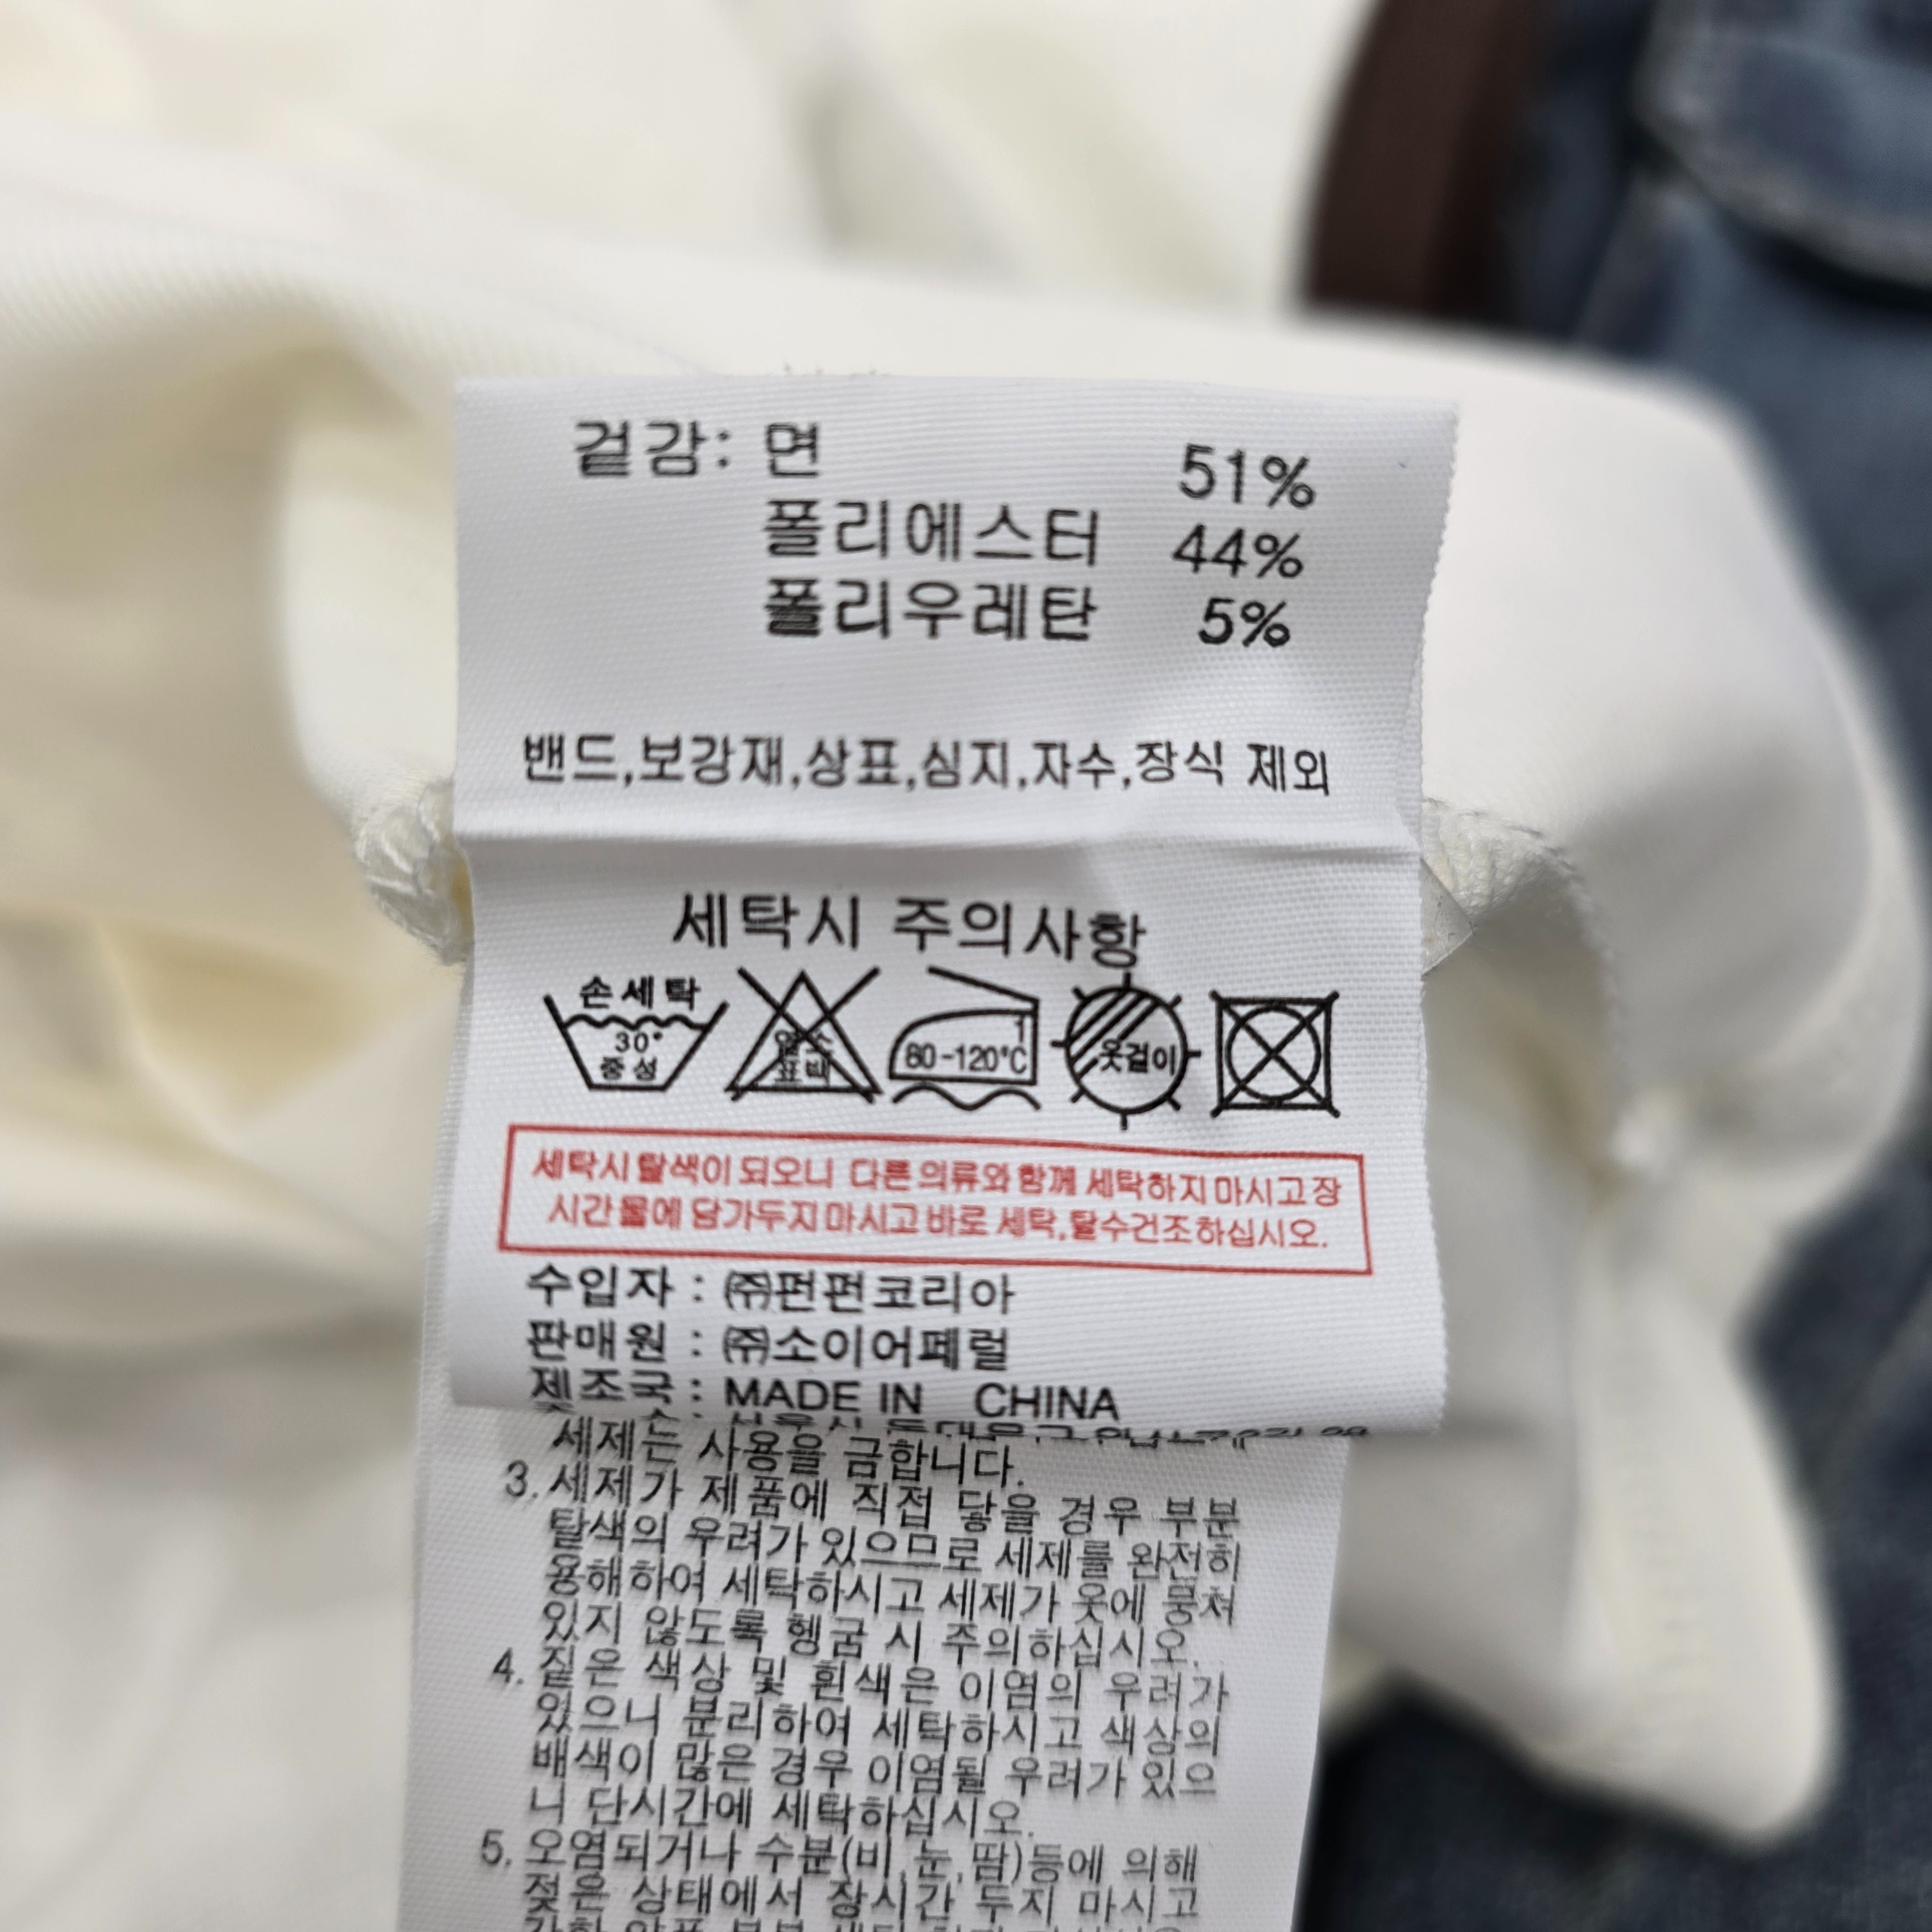 겉감: 면 51%
폴리에스터 44%
폴리우레탄 5%
밴드,보강재,상표,심지,자수,장식 제외
세탁시 주의사항
손세탁
30°
중성
염소
표백
80-120°C
옷걸이
세탁시 탈색이 되오니 다른 의류와 함께 세탁하지 마시고 장
시간 물에 담가두지 마시고 바로 세탁,탈수건조 하십시오.
수입자 : ㈜펀펀코리아
판매원 : ㈜소이어페럴
제조국 : MADE IN CHINA
세제는 사용을 금합니다.
3. 세제가 제품에 직접 닿을 경우 부분
탈색의 우려가 있으므로 세제를 완전히
용해하여 세탁하시고 세제가 옷에 뭉쳐
있지 않도록 헹굼 시 주의하십시오.
4. 짙은 색상 및 흰색은 이염의 우려가
있으니 분리하여 세탁하시고 색상의
배색이 많은 경우 이염될 우려가 있으
니 단시간에 세탁하십시오.
5. 오염되거나 수분(비,눈,땀)등에 의해
젖은 상태에서 장시간 두지 마시고